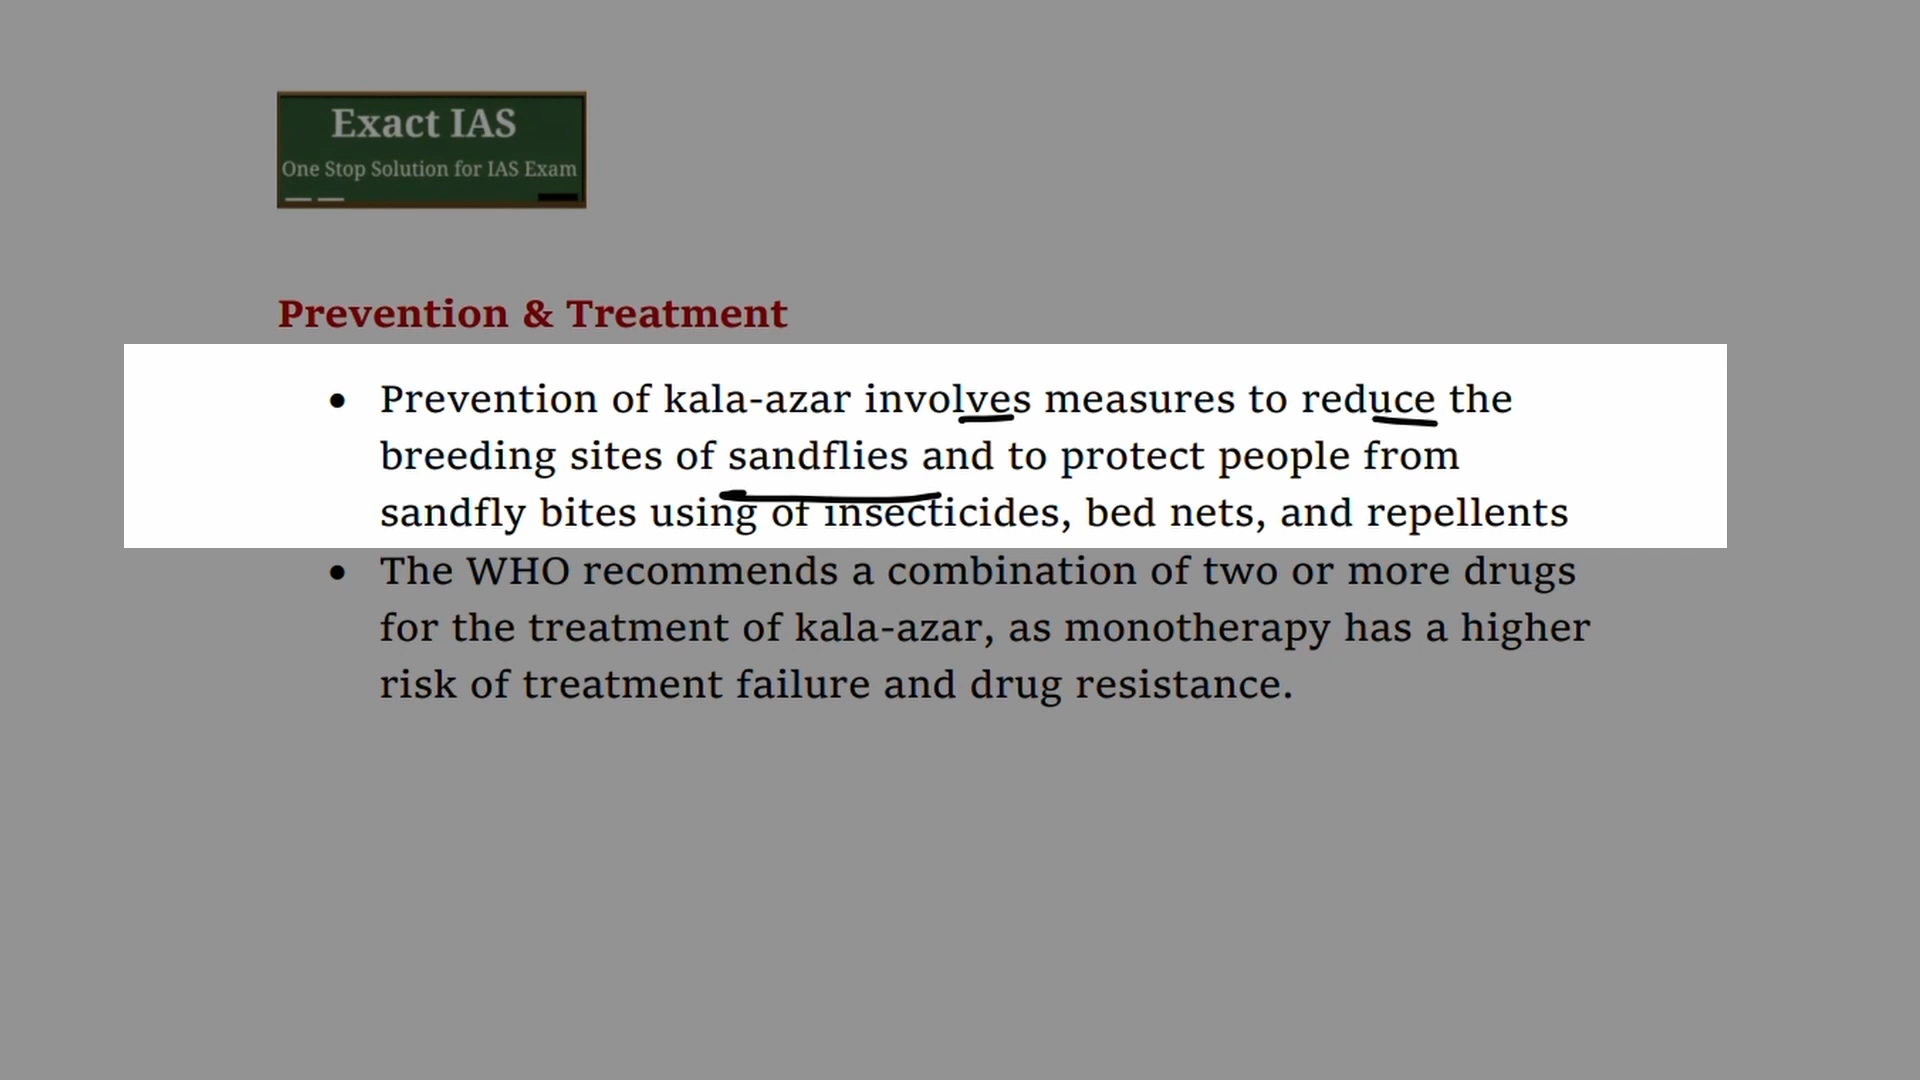 Exact IAS
One Stop Solution for IAS Exam
Prevention & Treatment
• Prevention of kala-azar involves measures to reduce the
breeding sites of sandflies and to protect people from
sandfly bites using of insecticides, bed nets, and repellents
• The WHO recommends a combination of two or more drugs
for the treatment of kala-azar, as monotherapy has a higher
risk of treatment failure and drug resistance.